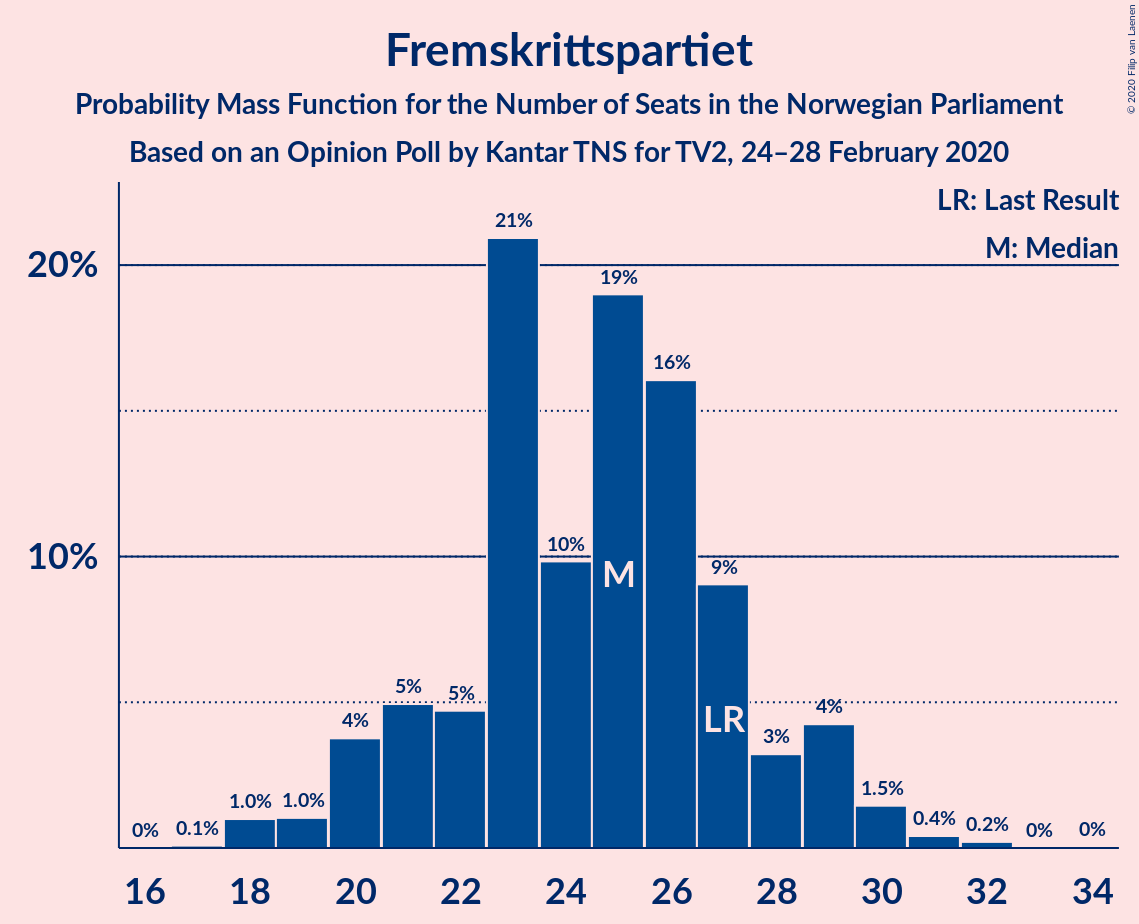 Fremskrittspartiet
Probability Mass Function for the Number of Seats in the Norwegian Parliament
Based on an Opinion Poll by Kantar TNS for TV2, 24–28 February 2020
© 2020 Filip van Laenen
LR: Last Result
M: Median
20%
10%
0% 0.1% 1.0% 1.0% 4% 5% 5% 21% 10% 19% 16% 9% 3% 4% 1.5% 0.4% 0.2% 0% 0%
M
LR
16 18 20 22 24 26 28 30 32 34